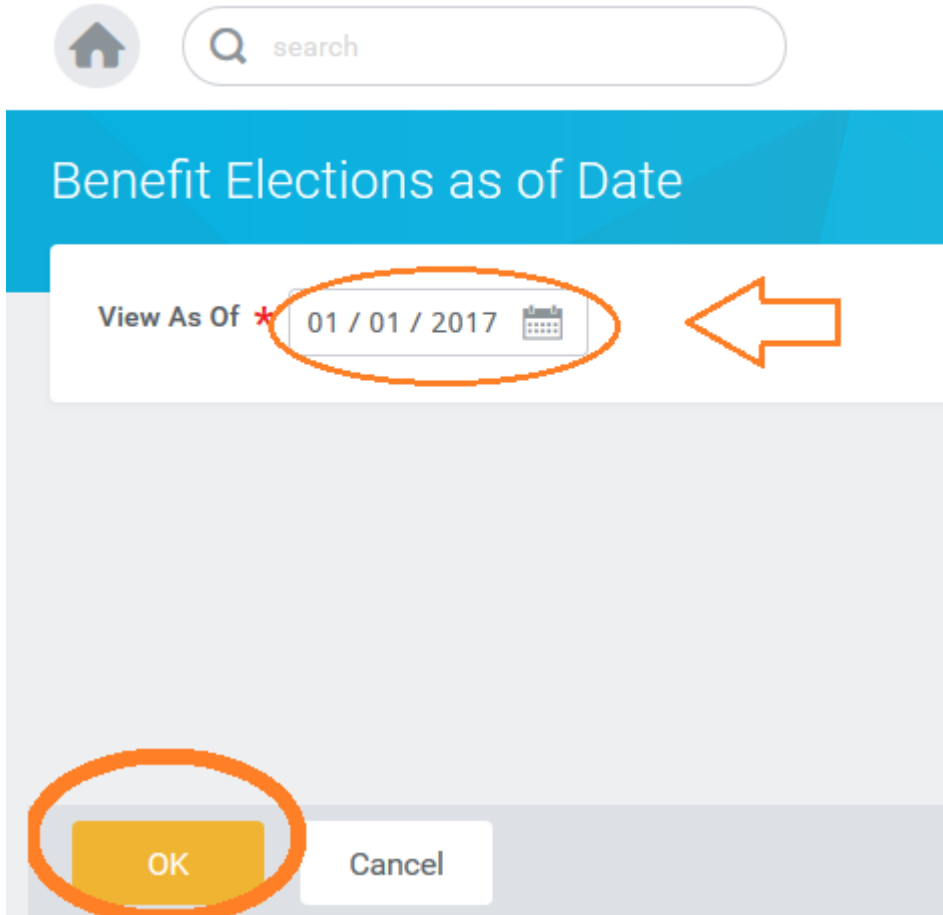 search
Benefit Elections as of Date
View As Of * 01 / 01 / 2017
OK Cancel